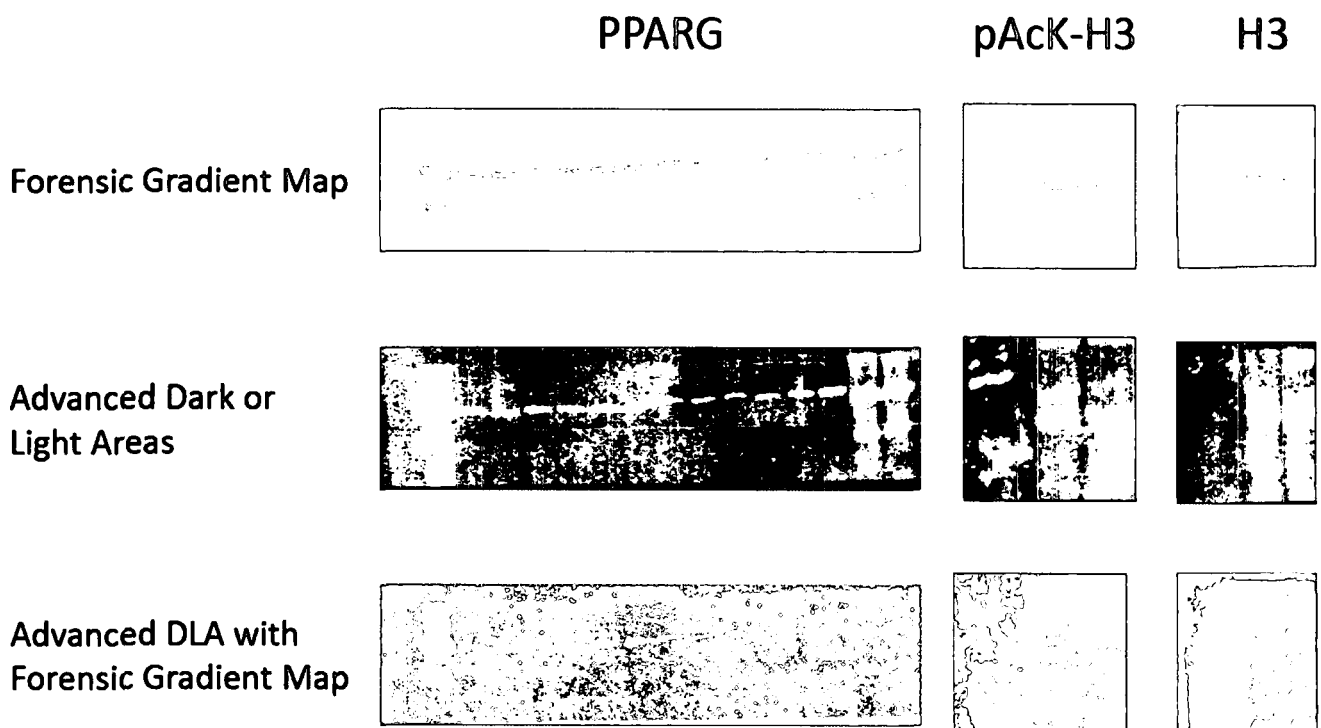 PPARG pAcK-H3 H3
Forensic Gradient Map
Advanced Dark or
Light Areas
Advanced DLA with
Forensic Gradient Map